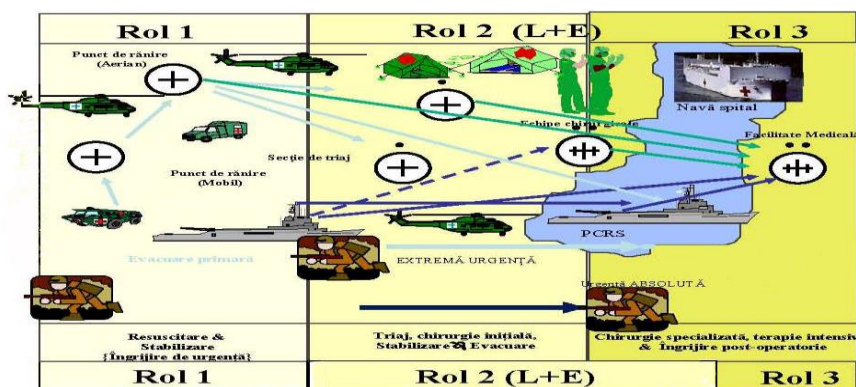 Rol 1
Rol 2 (L+E)
Rol 3
Punct de rănire
(Aerian)
Navă spital
Echipe chirurgicale
Facilitate Medicală
Secție de triaj
Punct de rănire
(Mobil)
PCRS
Evacuare primară
EXTREMĂ URGENȚĂ
Urgență ABSOLUTĂ
Resuscitare &
Stabilizare
{Îngrijire de urgență}
Triaj, chirurgie inițială,
Stabilizare & Evacuare
Chirurgie specializată, terapie intensiv
& Îngrijire post-operatorie
Rol 1
Rol 2 (L+E)
Rol 3